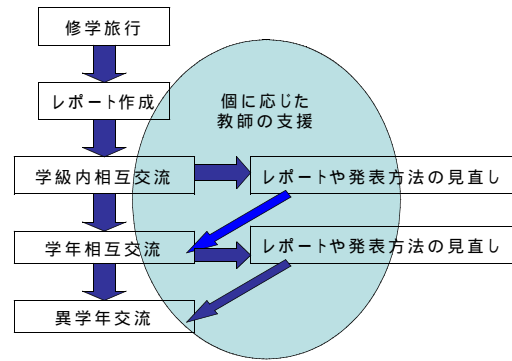 修学旅行
レポート作成
個に応じた
教師の支援
学級内相互交流
レポートや発表方法の見直し
学年相互交流
レポートや発表方法の見直し
異学年交流